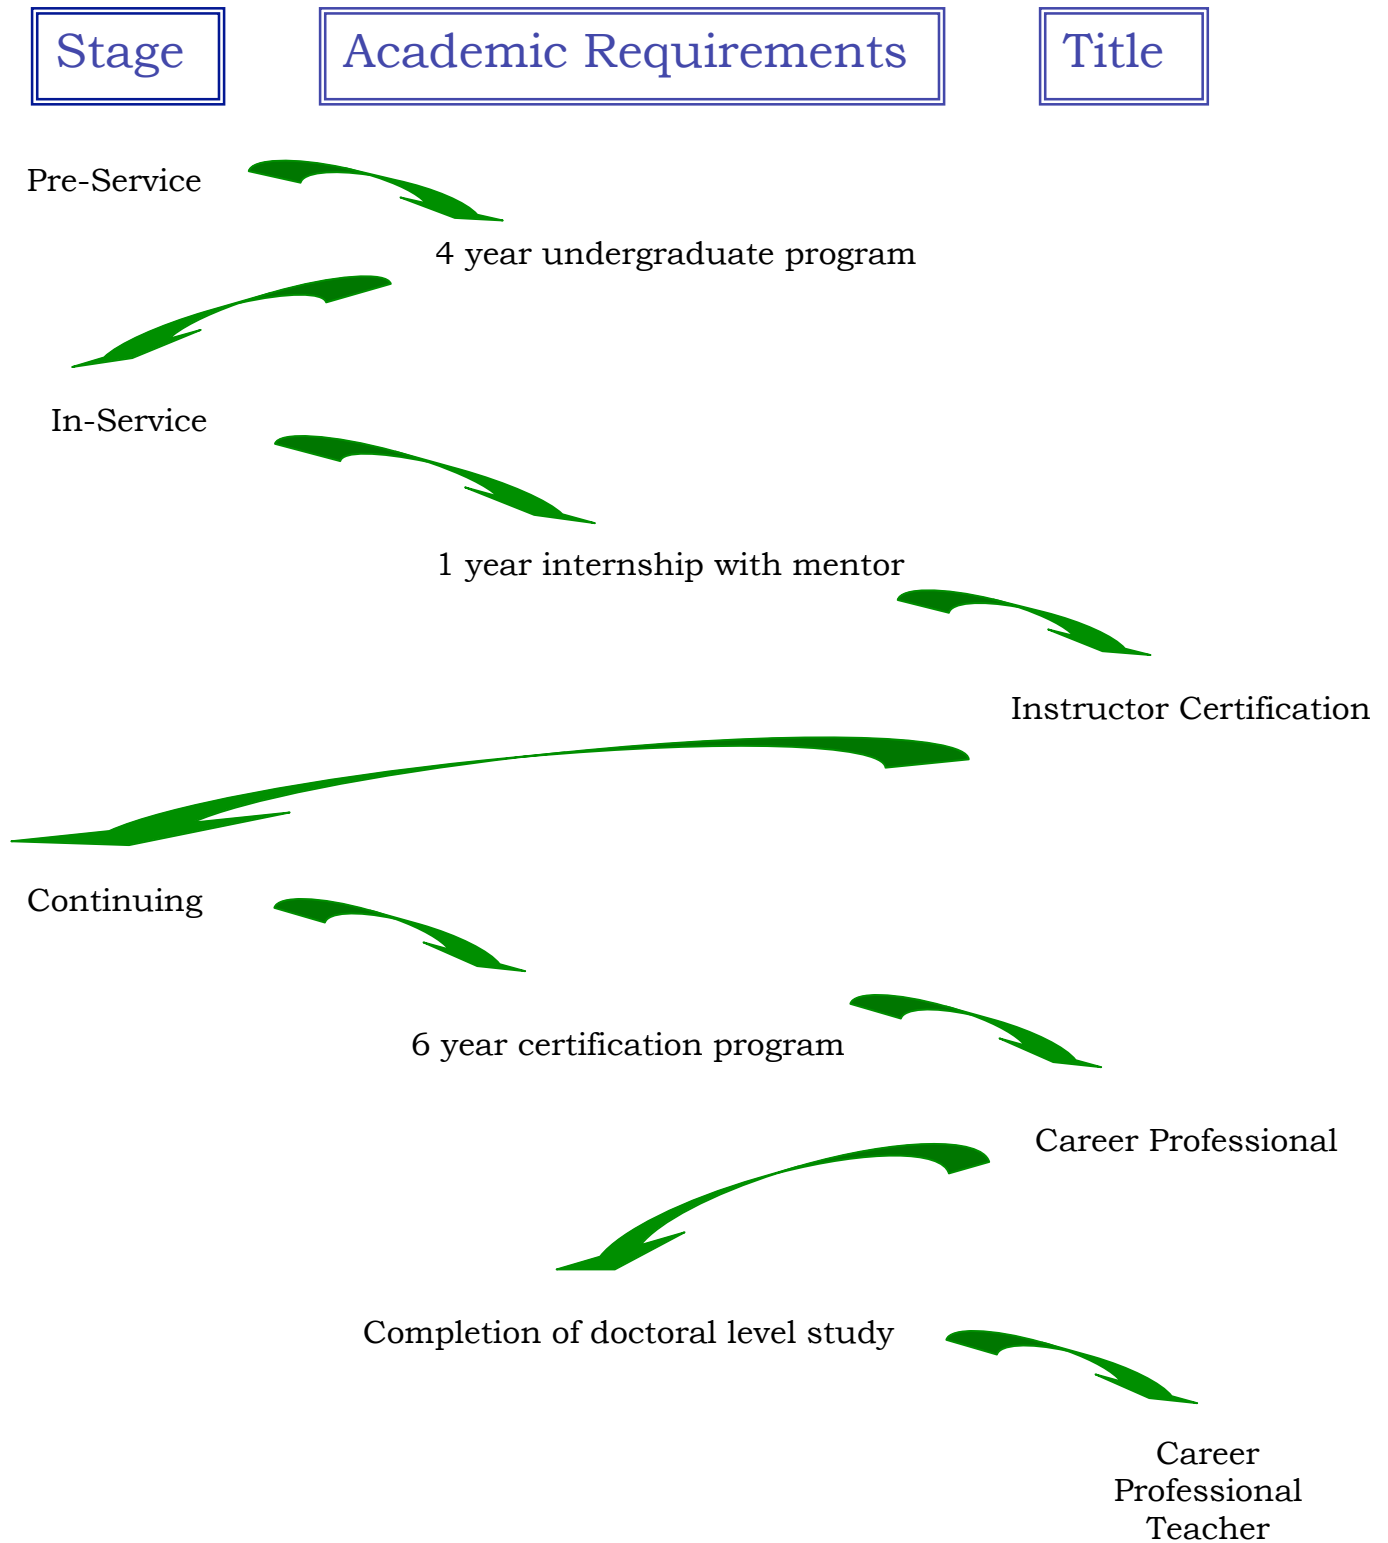 Stage
Academic Requirements
Title
Pre-Service
4 year undergraduate program
In-Service
1 year internship with mentor
Instructor Certification
Continuing
6 year certification program
Career Professional
Completion of doctoral level study
Career
Professional
Teacher